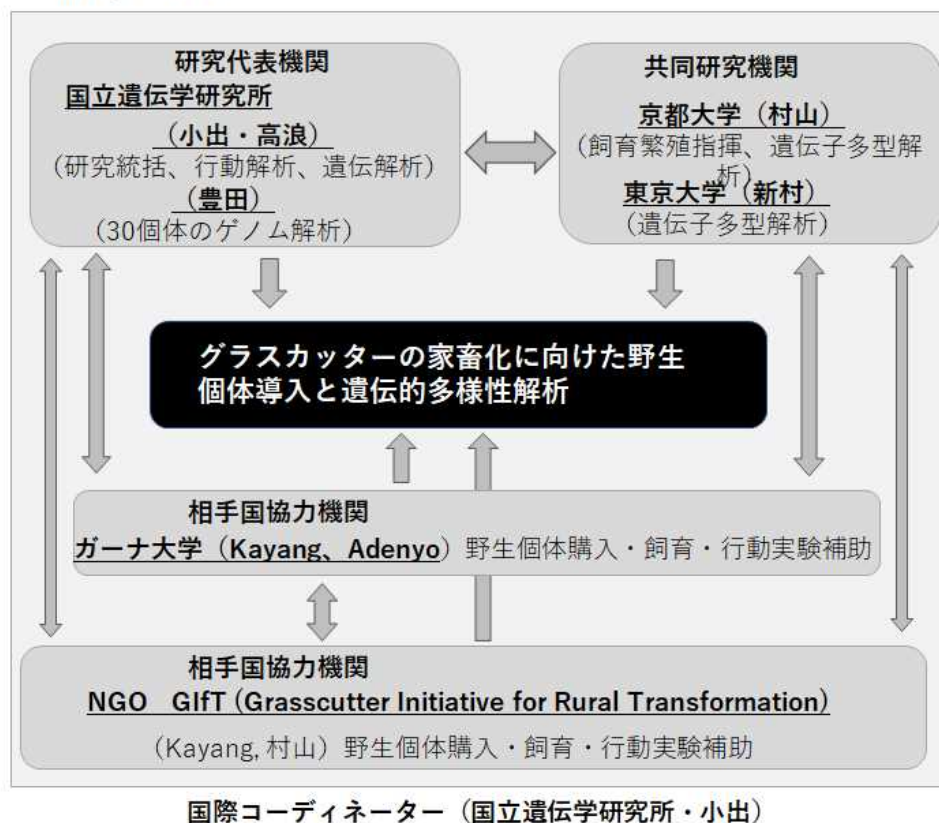 研究代表機関
国立遺伝学研究所
（小出・高浪）
(研究統括、行動解析、遺伝解析）
（豊田）
（30個体のゲノム解析）
共同研究機関
京都大学（村山）
(飼育繁殖指揮、遺伝子多型解
析)
東京大学（新村）
（遺伝子多型解析）
グラスカッターの家畜化に向けた野生
個体導入と遺伝的多様性解析
相手国協力機関
ガーナ大学（Kayang、Adenyo）野生個体購入・飼育・行動実験補助
相手国協力機関
NGO　GIfT (Grasscutter Initiative for Rural Transformation)
（Kayang, 村山）野生個体購入・飼育・行動実験補助
国際コーディネーター（国立遺伝学研究所・小出）